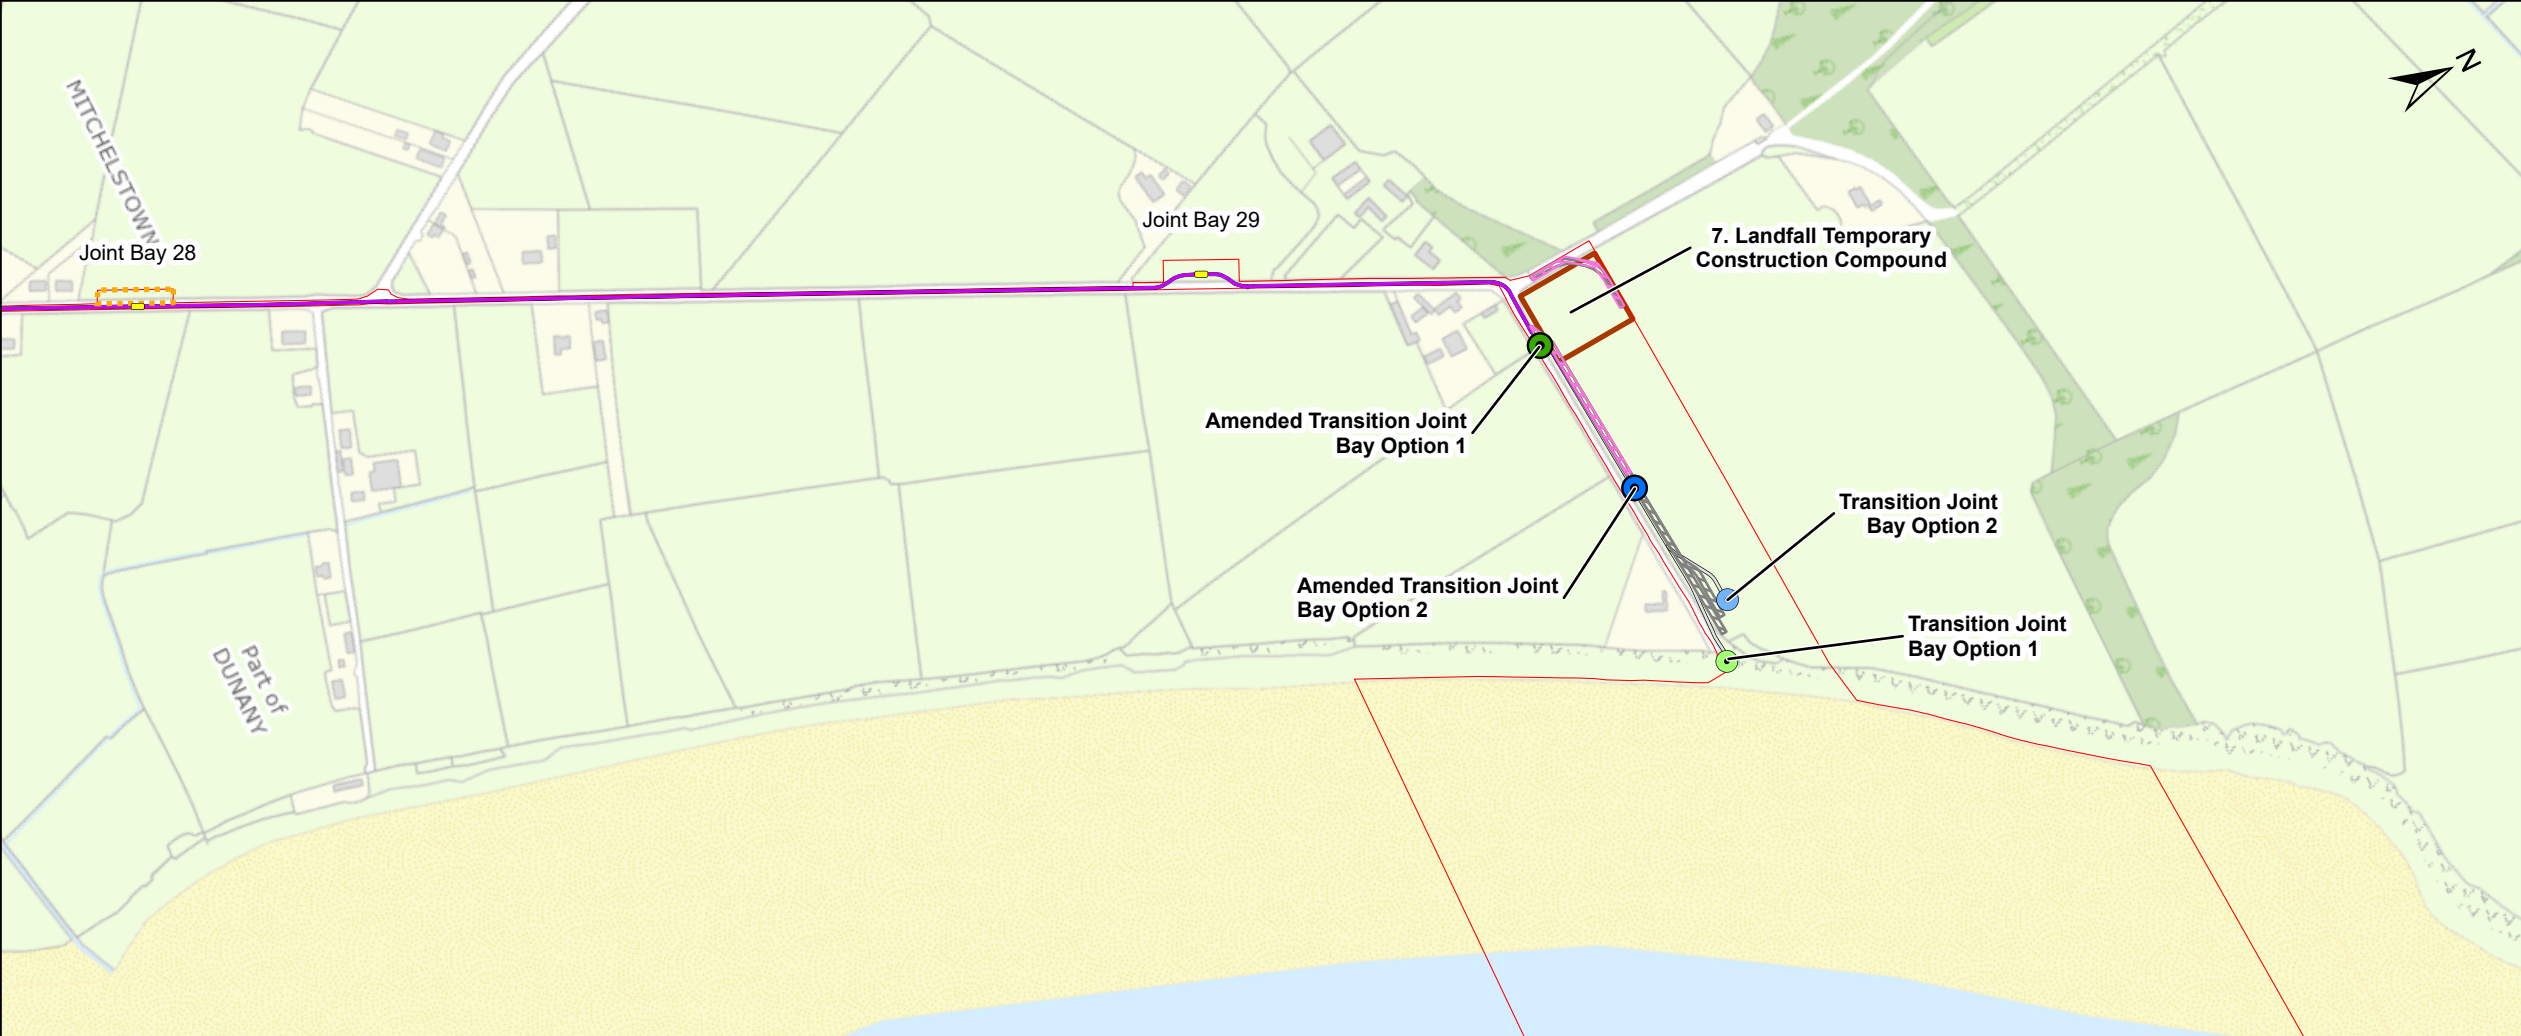 N
MITCHELSTOWN
Joint Bay 28
Joint Bay 29
7. Landfall Temporary
Construction Compound
Amended Transition Joint
Bay Option 1
Transition Joint
Bay Option 2
Amended Transition Joint
Bay Option 2
Transition Joint
Bay Option 1
Part of
DUNANY